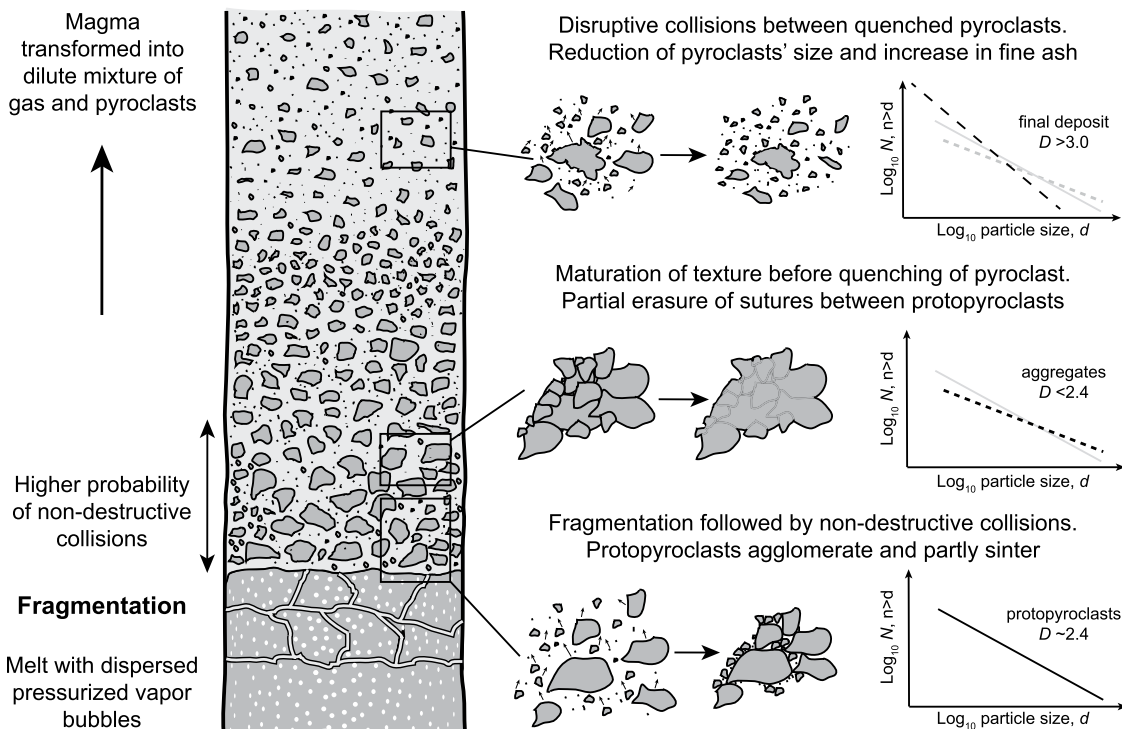 Magma
transformed into
dilute mixture of
gas and pyroclasts
Higher probability
of non-destructive
collisions
Fragmentation
Melt with dispersed
pressurized vapor
bubbles
Disruptive collisions between quenched pyroclasts.
Reduction of pyroclasts’ size and increase in fine ash
Log10 N, n>d
final deposit
D >3.0
Log10 particle size, d
Maturation of texture before quenching of pyroclast.
Partial erasure of sutures between protopyroclasts
Log10 N, n>d
aggregates
D <2.4
Log10 particle size, d
Fragmentation followed by non-destructive collisions.
Protopyroclasts agglomerate and partly sinter
Log10 N, n>d
protopyroclasts
D ~2.4
Log10 particle size, d